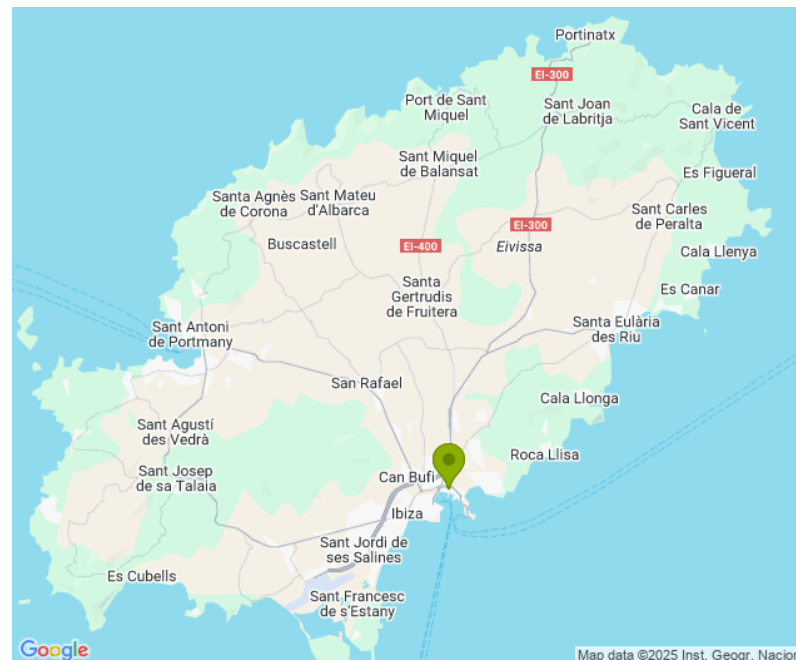 Portinatx
EI-300
Port de Sant
Miquel
Sant Joan
de Labritja
Cala de
Sant Vicent
Sant Miquel
de Balansat
Es Figueral
Santa Agnès
de Corona
Sant Mateu
d'Albarca
Sant Carles
de Peralta
EI-300
Buscastell
EI-400
Eivissa
Cala Llenya
Santa
Gertrudis
de Fruitera
Es Canar
Sant Antoni
de Portmany
Santa Eulària
des Riu
San Rafael
Cala Llonga
Sant Agustí
des Vedrà
Roca Llisa
Sant Josep
de sa Talaia
Can Bufi
Ibiza
Sant Jordi de
ses Salines
Es Cubells
Sant Francesc
de s'Estany
Google
Map data ©2025 Inst. Geogr. Nacion